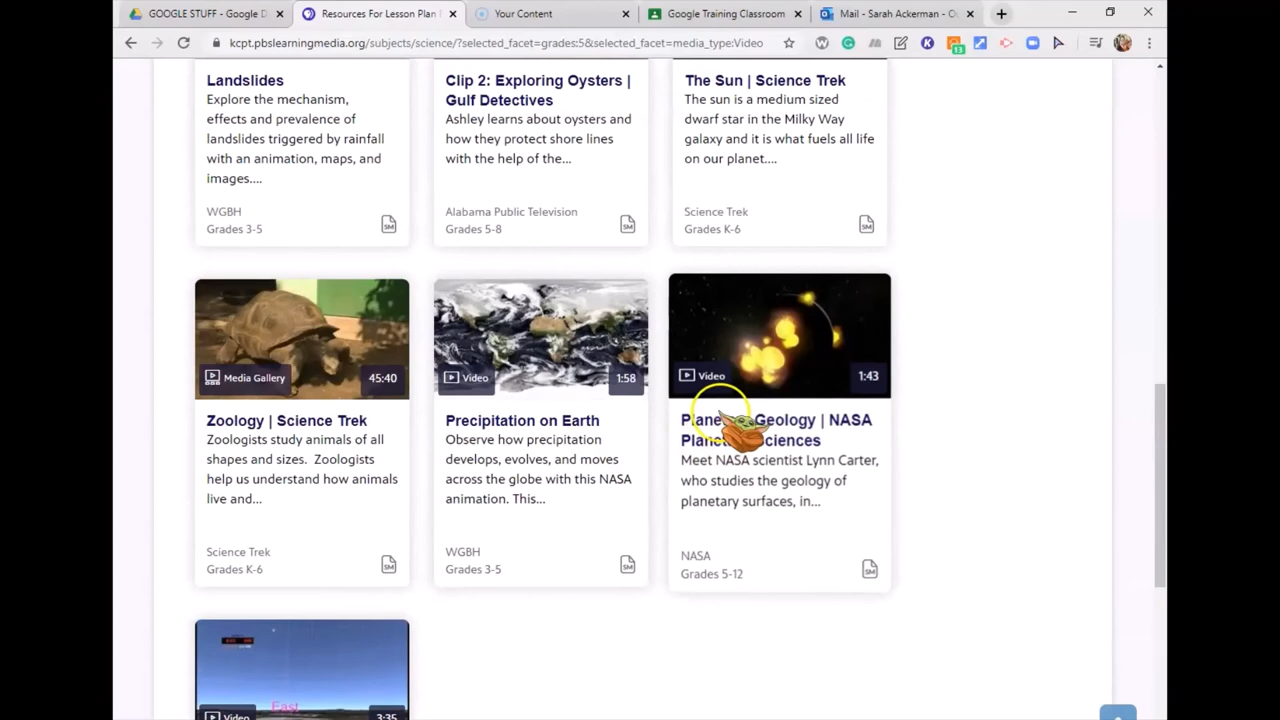 GOOGLE STUFF - Google D
Resources For Lesson Plan
Your Content
Google Training Classroom
Mail - Sarah Ackerman - O
kcpt.pbslearningmedia.org/subjects/science/?selected_facet=grades:5&selected_facet=media_type:Video
13
Landslides
Explore the mechanism,
effects and prevalence of
landslides triggered by rainfall
with an animation, maps, and
images....
WGBH
Grades 3-5
SM
Clip 2: Exploring Oysters |
Gulf Detectives
Ashley learns about oysters and
how they protect shore lines
with the help of the...
Alabama Public Television
Grades 5-8
SM
The Sun | Science Trek
The sun is a medium sized
dwarf star in the Milky Way
galaxy and it is what fuels all life
on our planet....
Science Trek
Grades K-6
SM
Media Gallery
45:40
Zoology | Science Trek
Zoologists study animals of all
shapes and sizes. Zoologists
help us understand how animals
live and...
Science Trek
Grades K-6
SM
Video
1:58
Precipitation on Earth
Observe how precipitation
develops, evolves, and moves
across the globe with this NASA
animation. This...
WGBH
Grades 3-5
SM
Video
1:43
Geology | NASA
Meet NASA scientist Lynn Carter,
who studies the geology of
planetary surfaces, in...
NASA
Grades 5-12
SM
East
Video
3:35